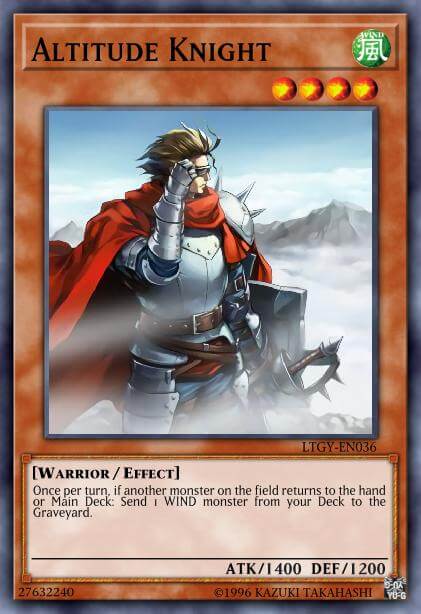 ALTITUDE KNIGHT
WIND
風
LTGY-EN036
[WARRIOR / EFFECT]
Once per turn, if another monster on the field returns to the hand
or Main Deck: Send 1 WIND monster from your Deck to the
Graveyard.
ATK/1400 DEF/1200
27632240
©1996 KAZUKI TAKAHASHI